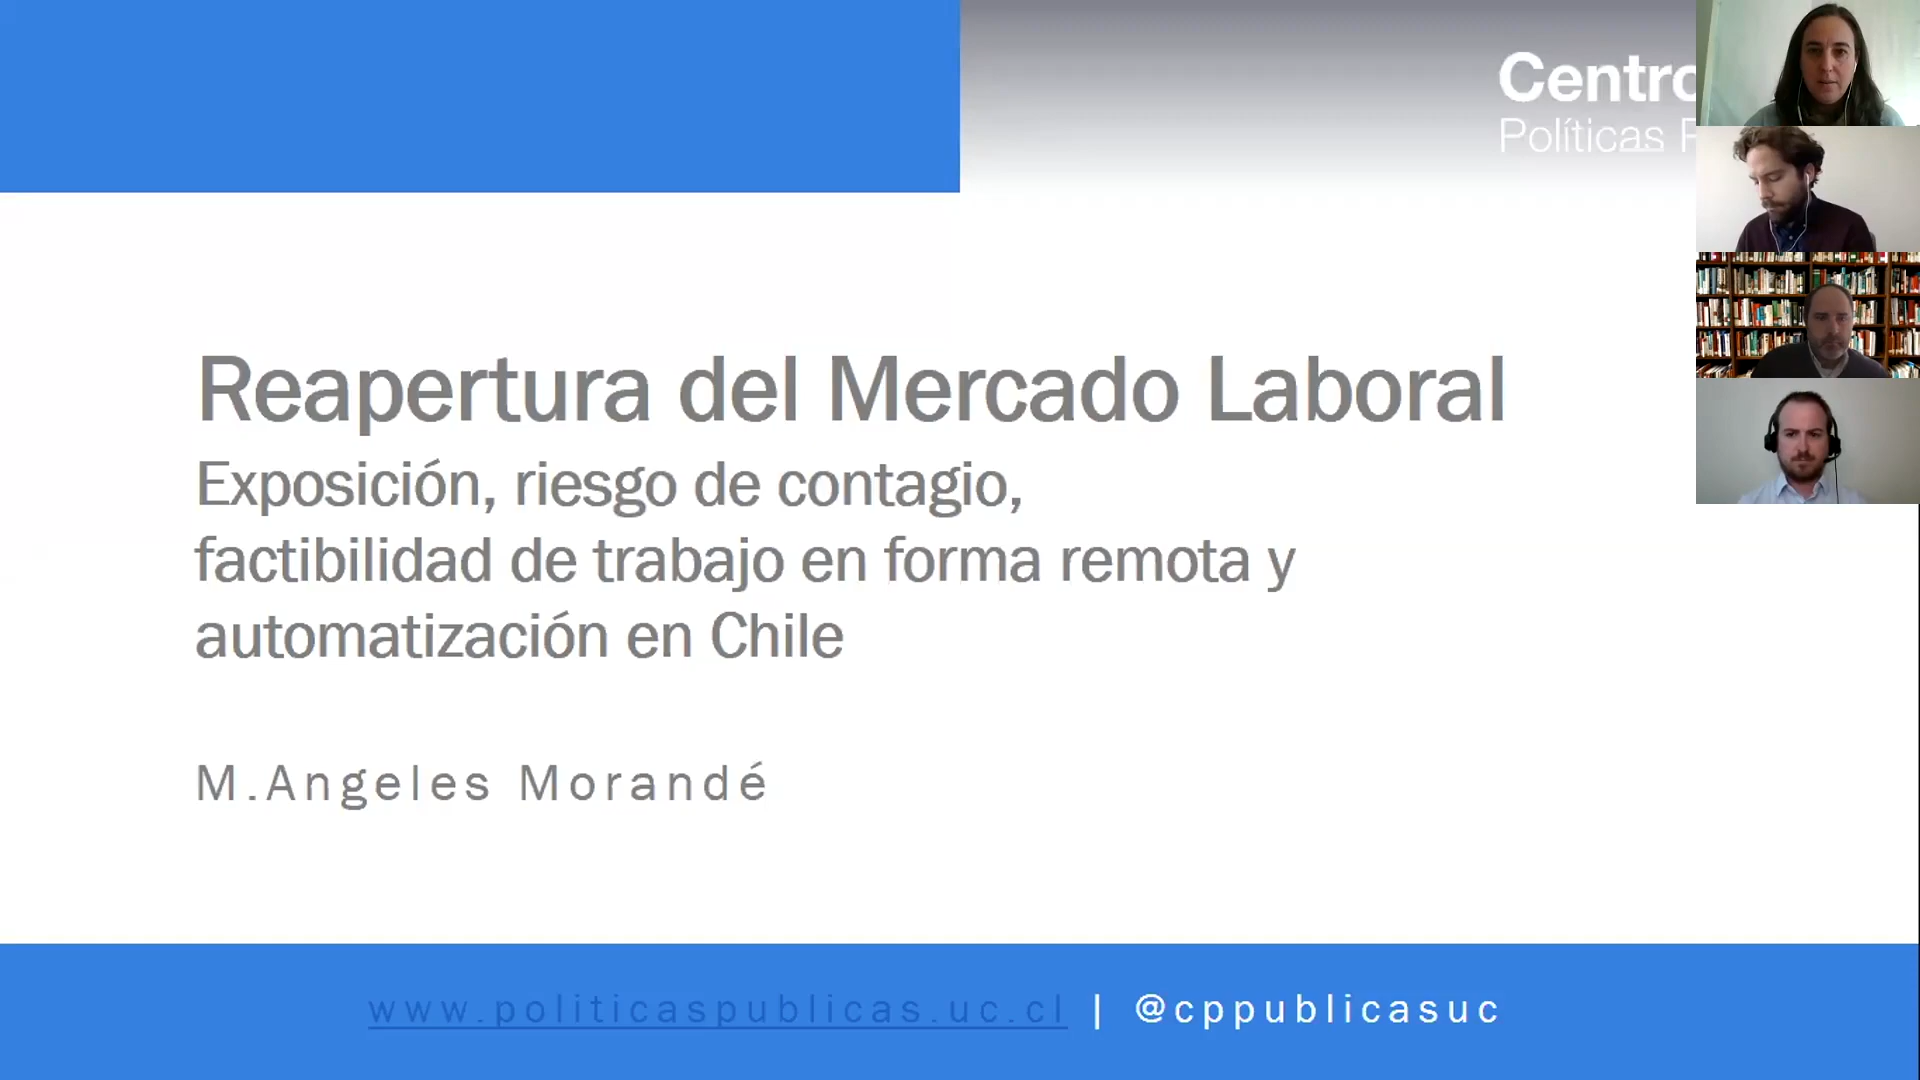 Centro
Políticas
Reapertura del Mercado Laboral
Exposición, riesgo de contagio,
factibilidad de trabajo en forma remota y
automatización en Chile
M.Angeles Morandé
www.politicaspublicas.uc.cl | @cppublicasuc